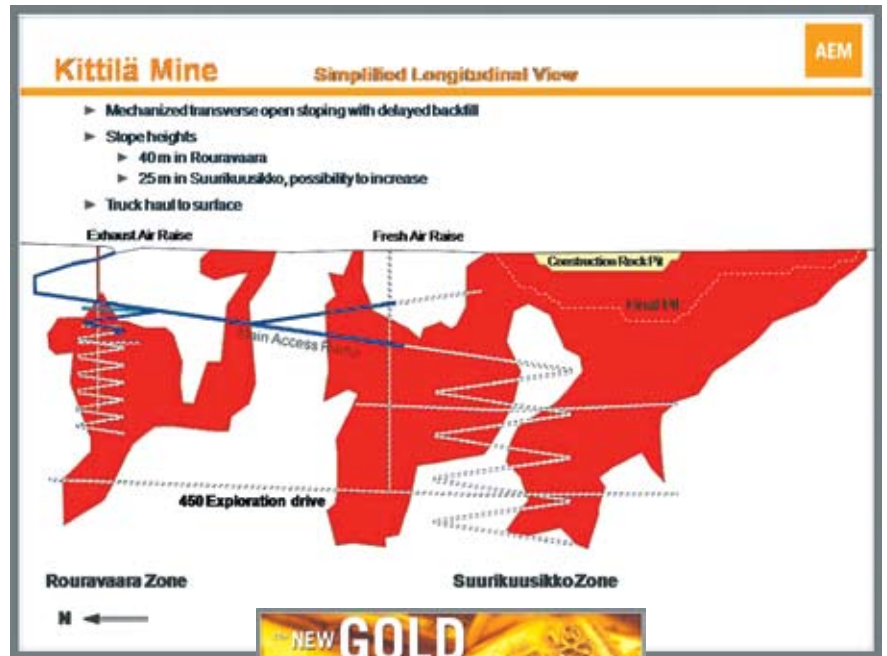 AEM
Kittilä Mine
Simplified Longitudinal View
Mechanized transverse open stoping with delayed backfill
Stope heights
40 m in Rouravaara
25 m in Suurikuusikko, possibility to increase
Truck haul to surface
Exhaust Air Raise
Fresh Air Raise
Construction Rock Pit
Final Pit
Main Access Ramp
450 Exploration drive
Rouravaara Zone
Suurikuusikko Zone
N
NEW GOLD